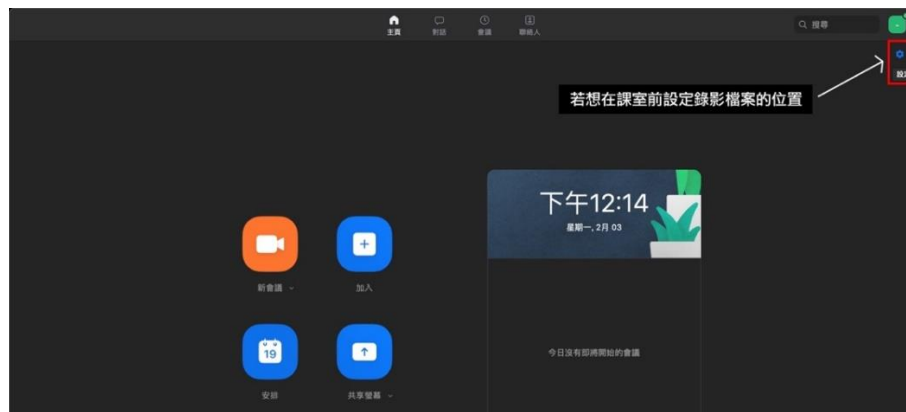 主頁
對話
會議
聯絡人
搜尋
設定
若想在課室前設定錄影檔案的位置
下午12:14
星期一, 2月 03
新會議
加入
19
安排
共享螢幕
今日沒有即將開始的會議